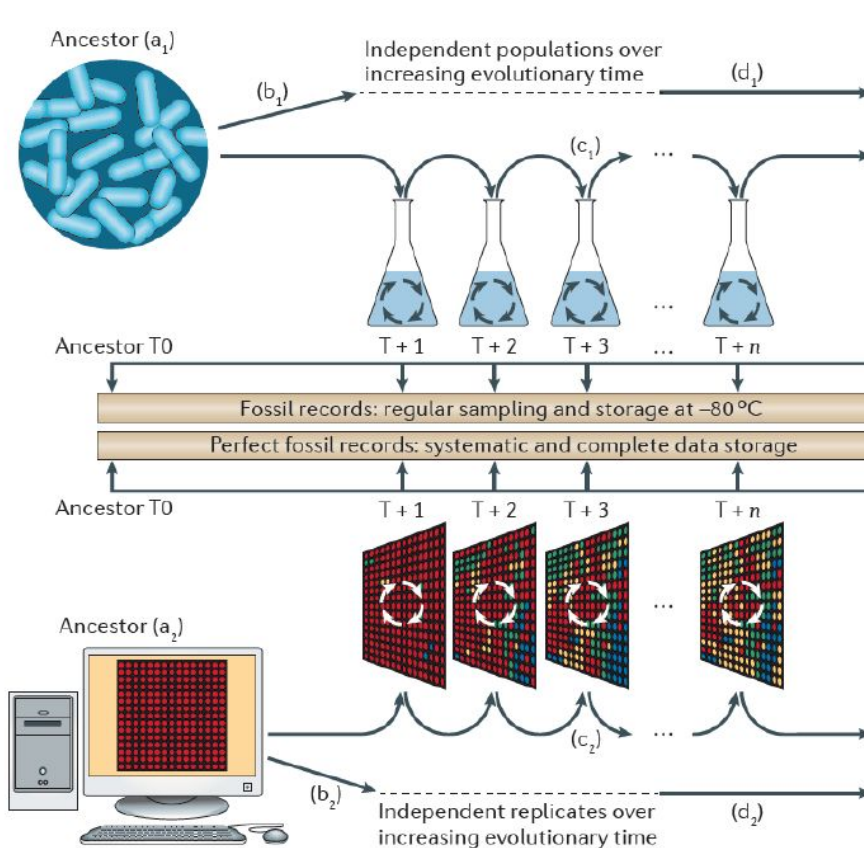 Ancestor (a₁)
Independent populations over
increasing evolutionary time
(b₁)
(d₁)
(c₁)
...
...
Ancestor T0
T + 1
T + 2
T + 3
...
T + n
Fossil records: regular sampling and storage at –80 °C
Perfect fossil records: systematic and complete data storage
Ancestor T0
T + 1
T + 2
T + 3
T + n
Ancestor (a₂)
...
(c₂)
...
(b₂)
Independent replicates over
increasing evolutionary time
(d₂)